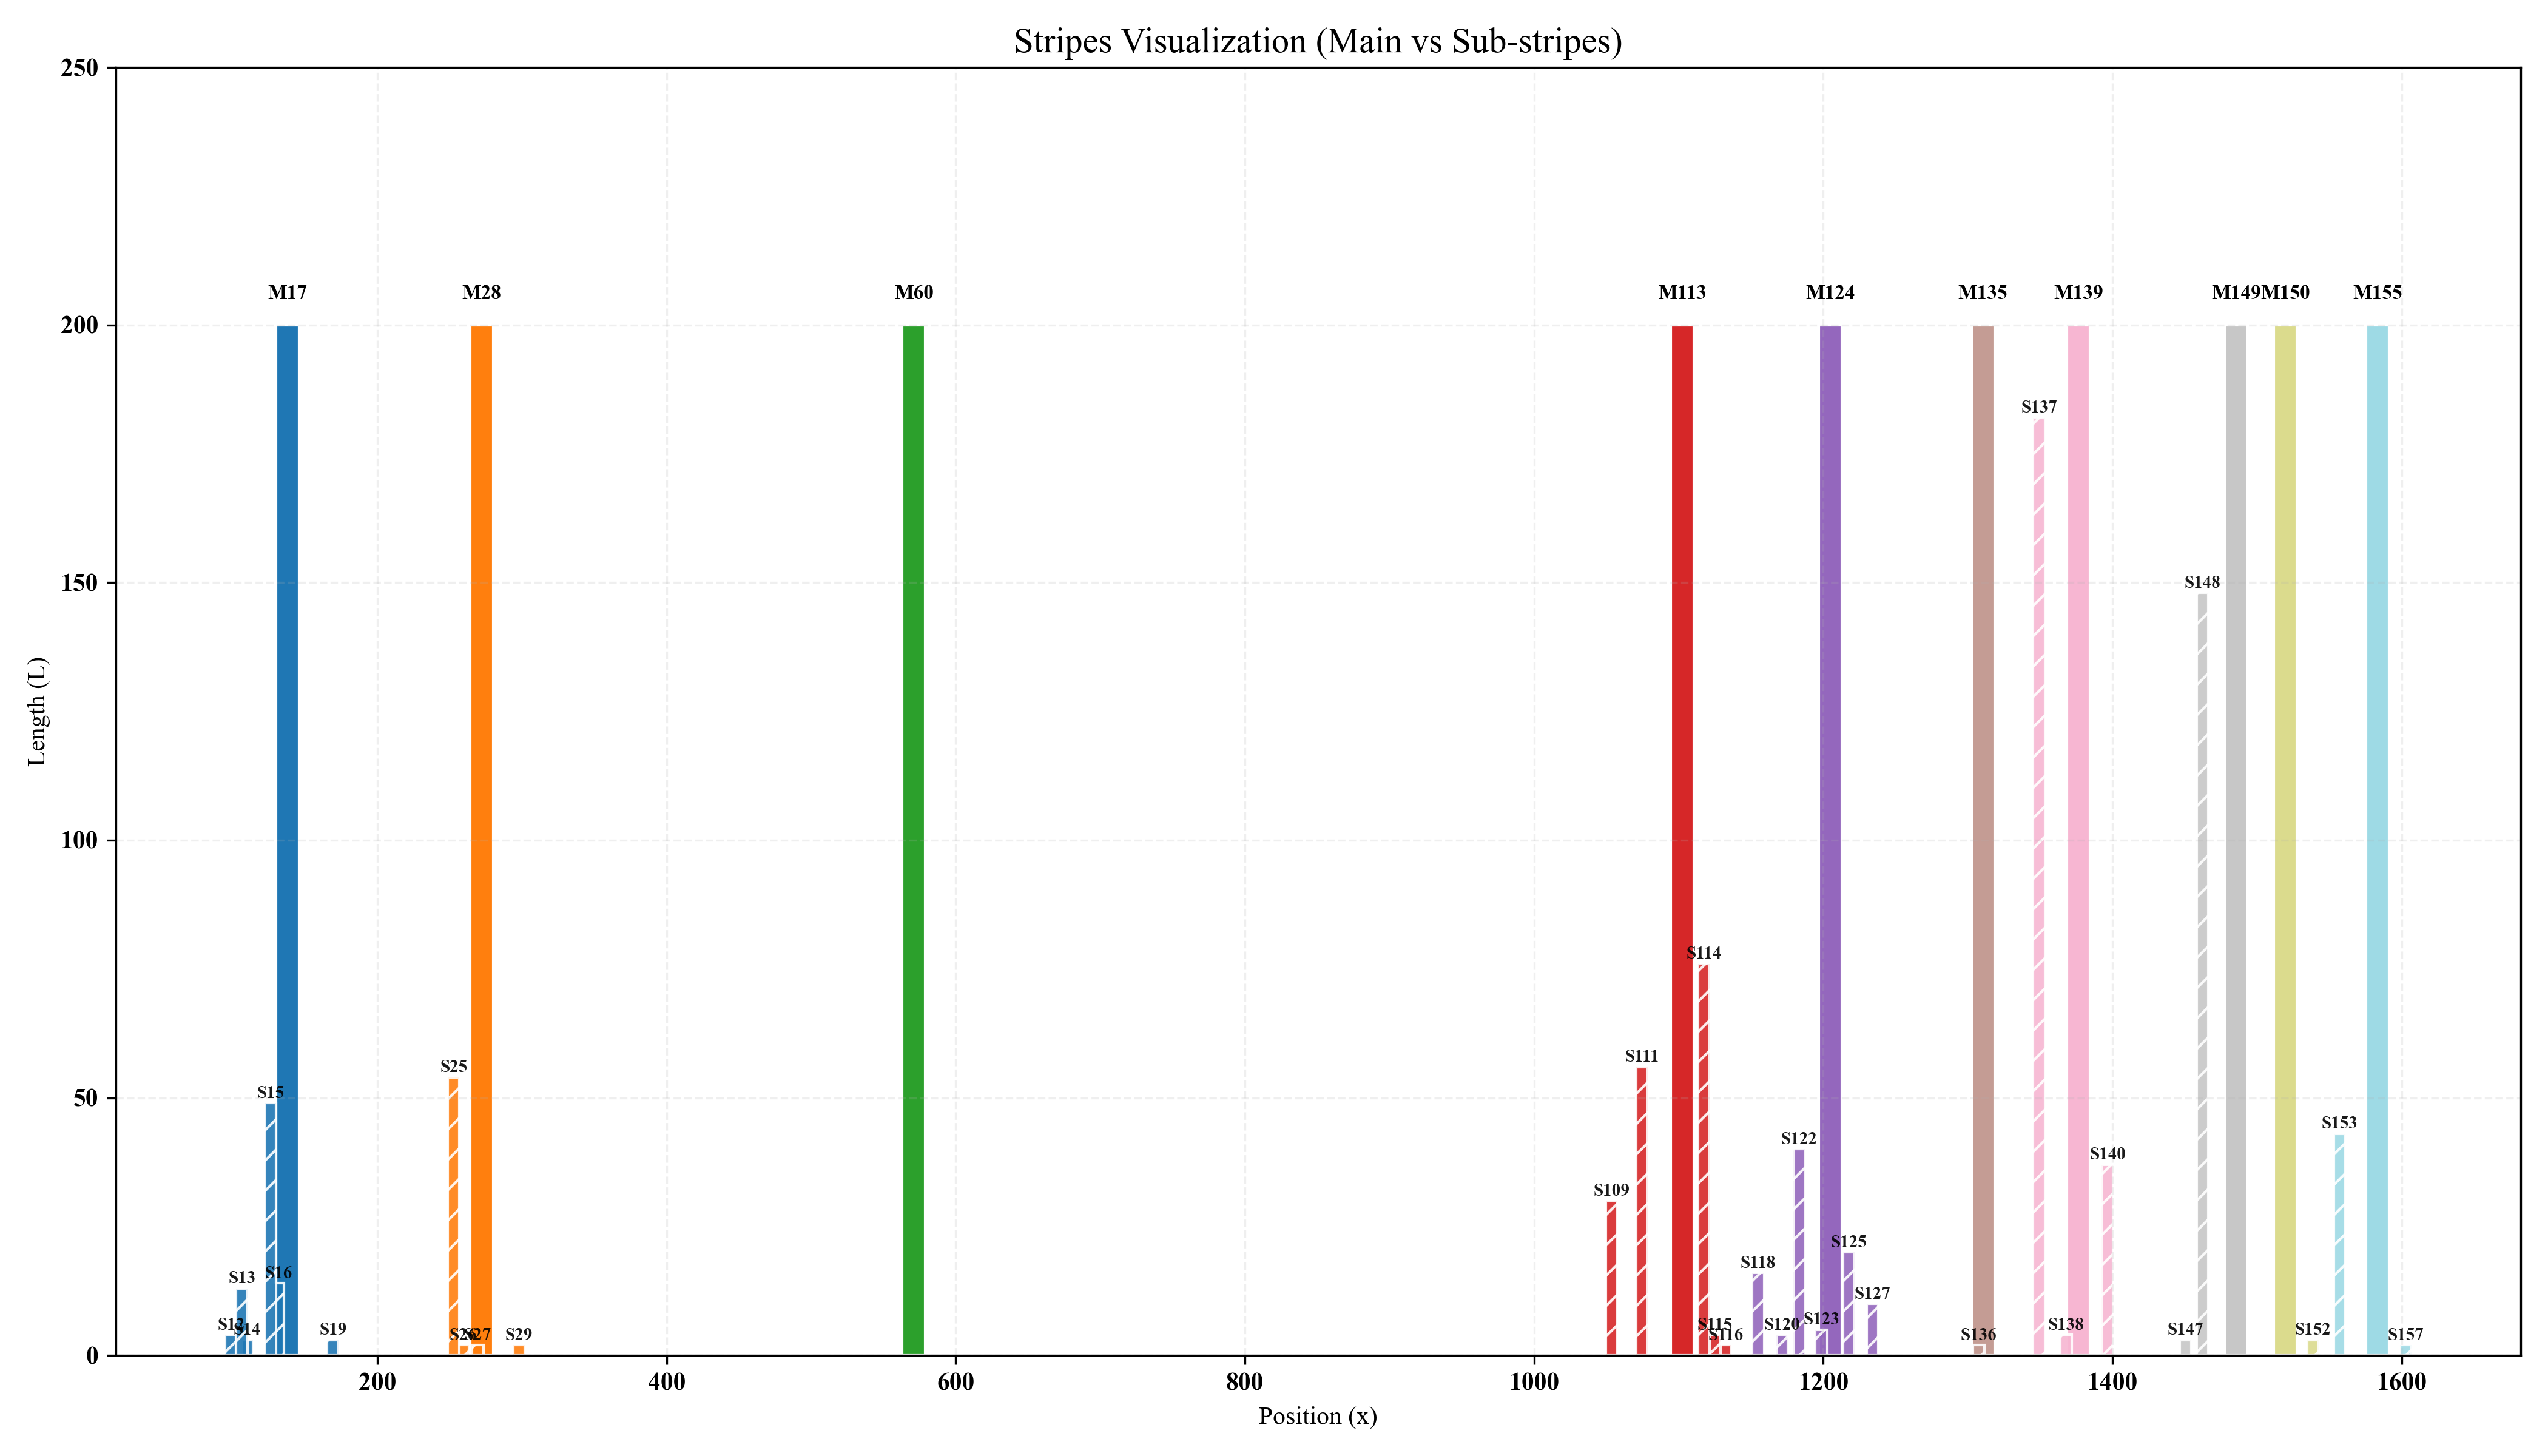 Stripes Visualization (Main vs Sub-stripes)
250
M17 M28 M60 M113 M124 M135 M139 M149 M150 M155
200
S137
150
S148
100
S114
S25 S111
50
S15
S153
S122
S140
S109
S125
S118
S16
S13
S127
S123
S12 S14 S19 S26 S27 S29 S115 S116 S120 S136 S138 S147 S152 S157
0
200 400 600 800 1000 1200 1400 1600
Position (x)
Length (L)